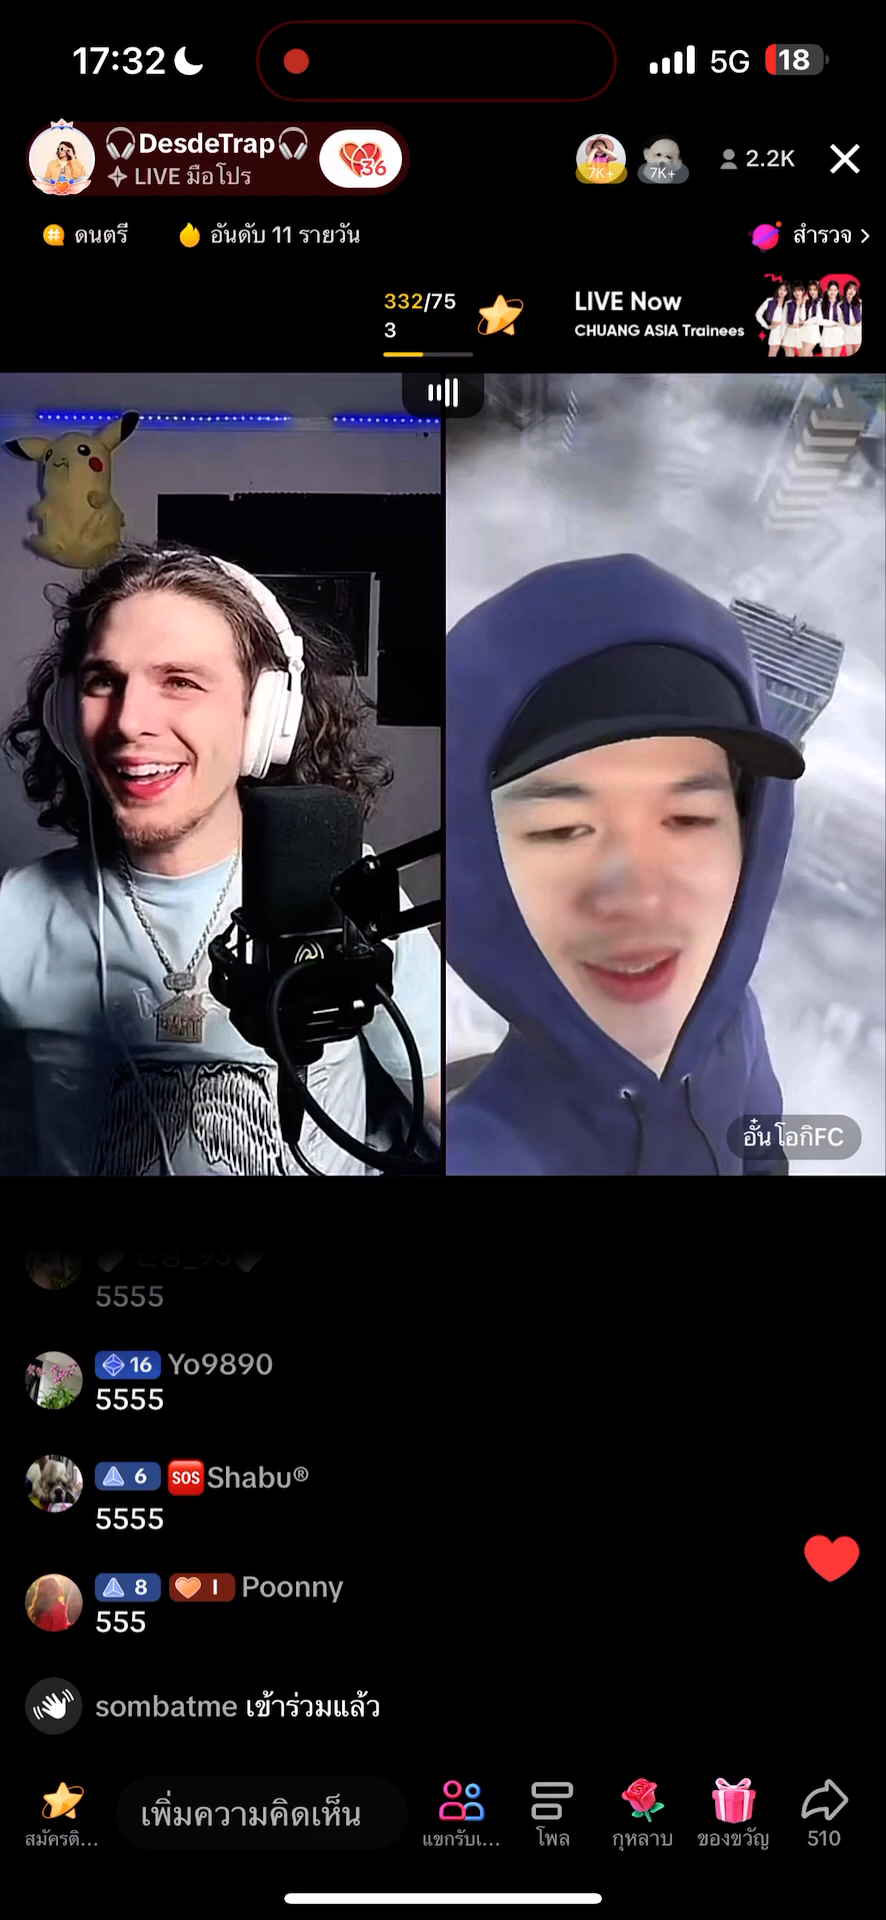 17:32
5G
18
DesdeTrap
LIVE มือโปร
36
7K+
7K+
2.2K
ดนตรี
อันดับ 11 รายวัน
สำรวจ
332/75
3
LIVE Now
CHUANG ASIA Trainees
อั๋น โอกิFC
5555
16 Yo9890
5555
6 SOS Shabu®
5555
8 I Poonny
555
sombatme เข้าร่วมแล้ว
สมัครติ...
เพิ่มความคิดเห็น
แขกรับเ...
โพล
กุหลาบ
ของขวัญ
510